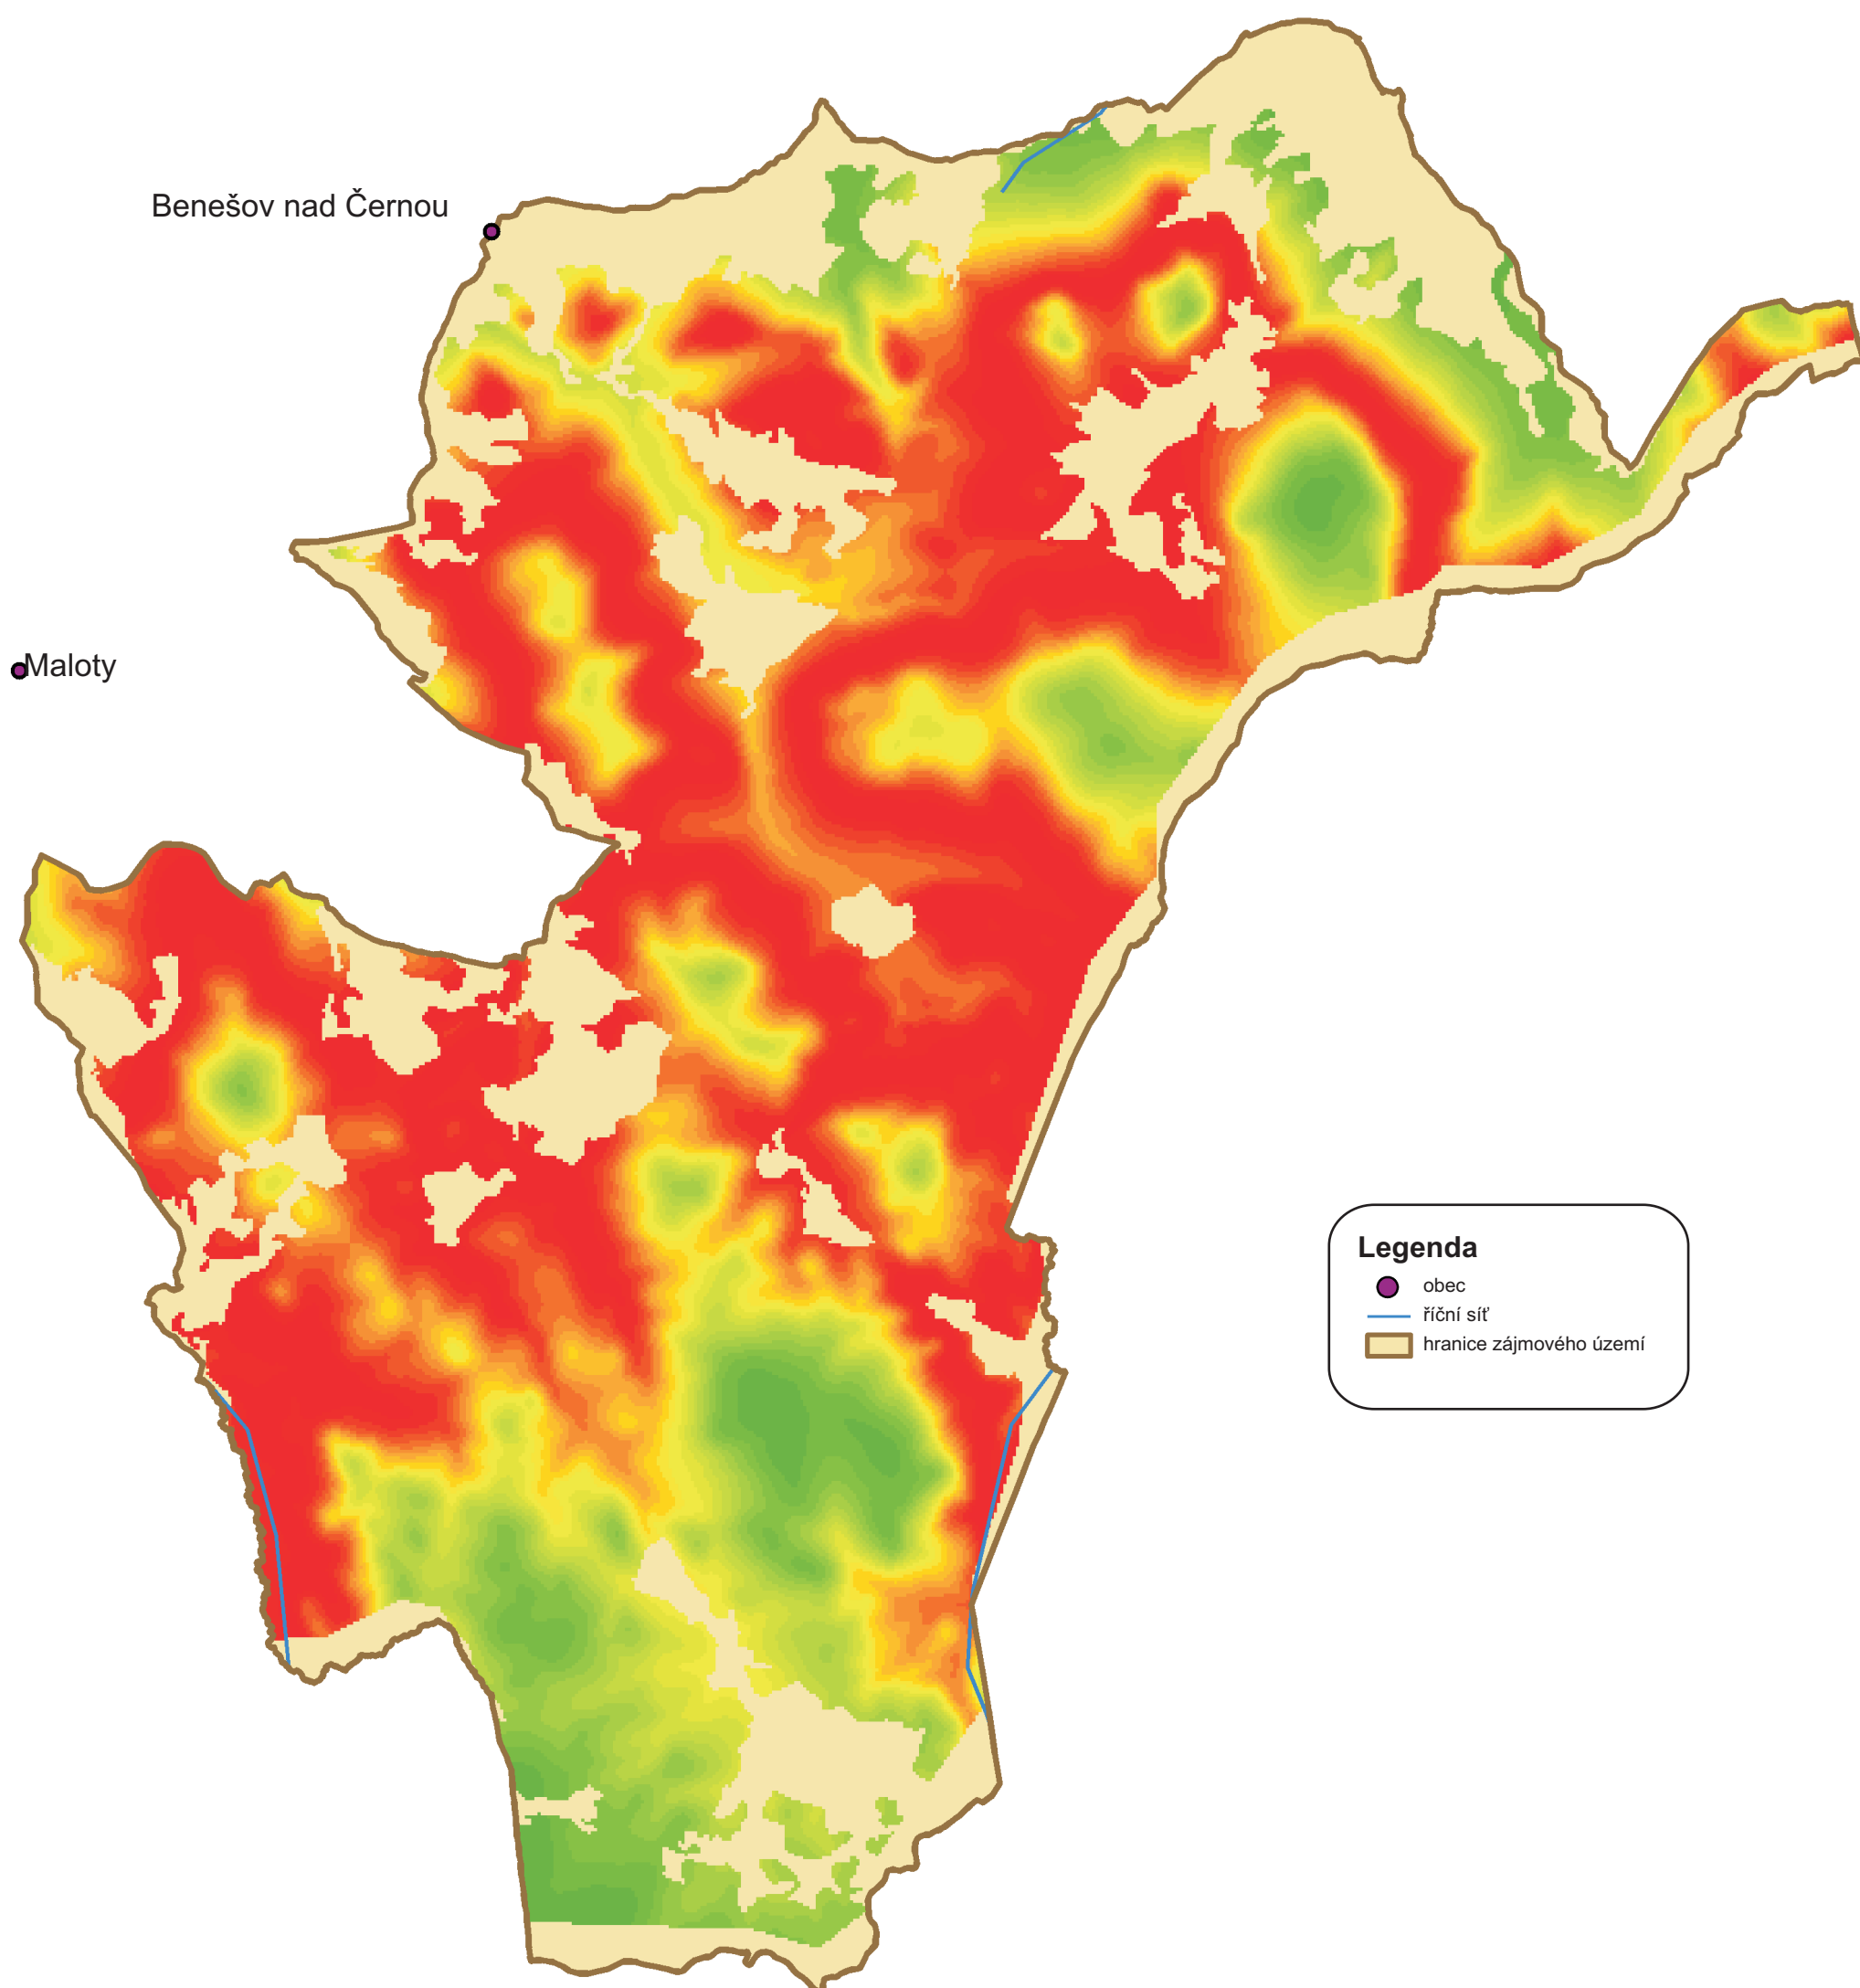 Benešov nad Černou
Maloty
Legenda
obec
říční síť
hranice zájmového území